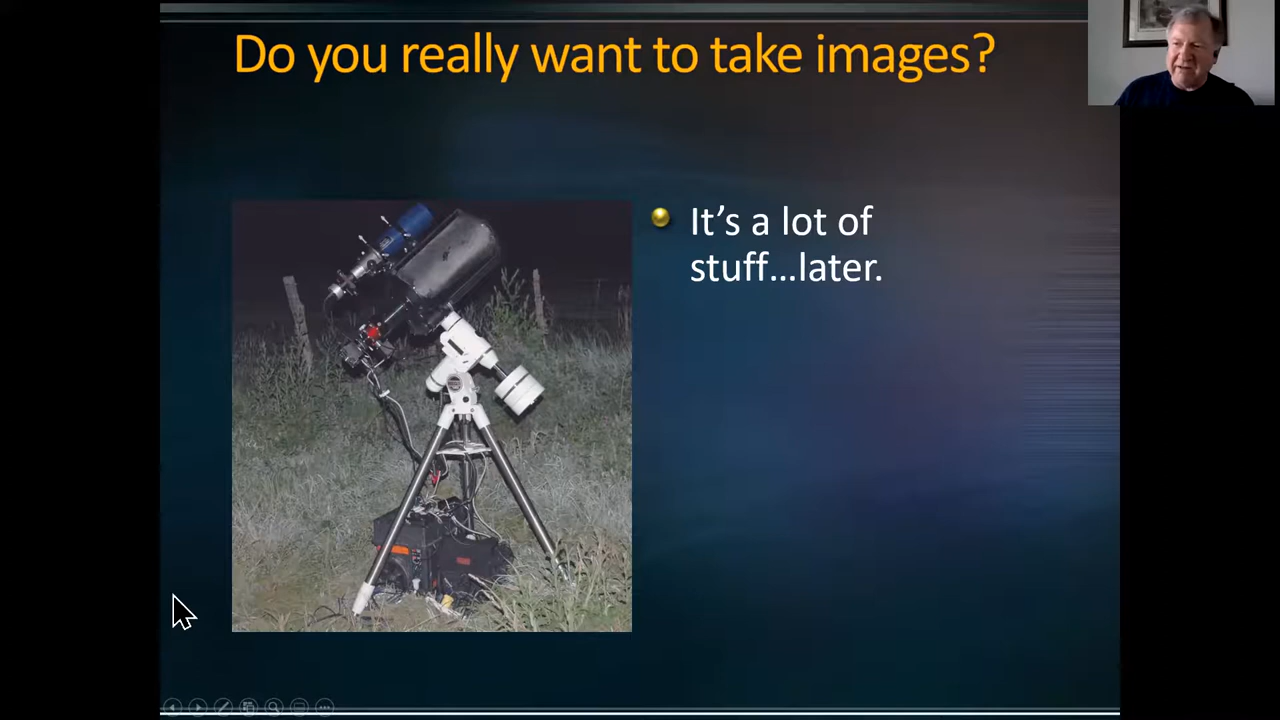 Do you really want to take images?
It’s a lot of
stuff…later.